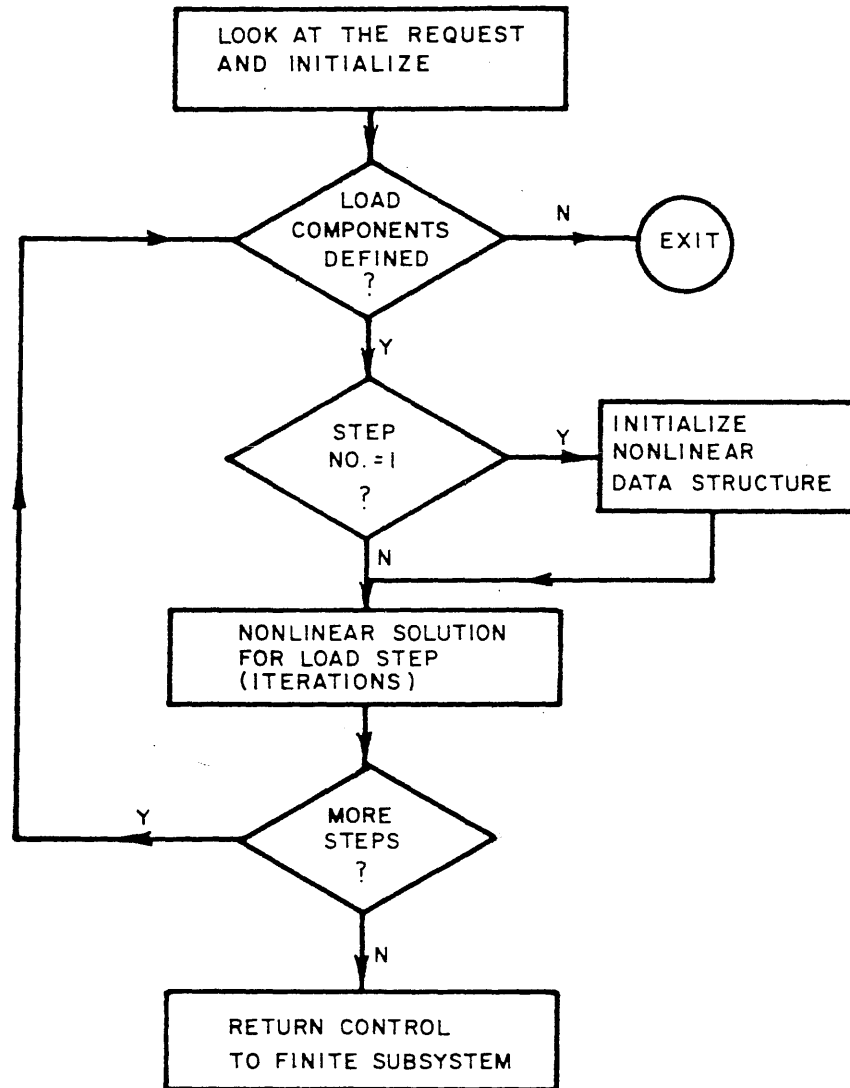 LOOK AT THE REQUEST
AND INITIALIZE
LOAD
COMPONENTS
DEFINED
?
N
EXIT
Y
STEP
NO. = 1
?
Y
INITIALIZE
NONLINEAR
DATA STRUCTURE
N
NONLINEAR SOLUTION
FOR LOAD STEP
(ITERATIONS)
Y
MORE
STEPS
?
N
RETURN CONTROL
TO FINITE SUBSYSTEM